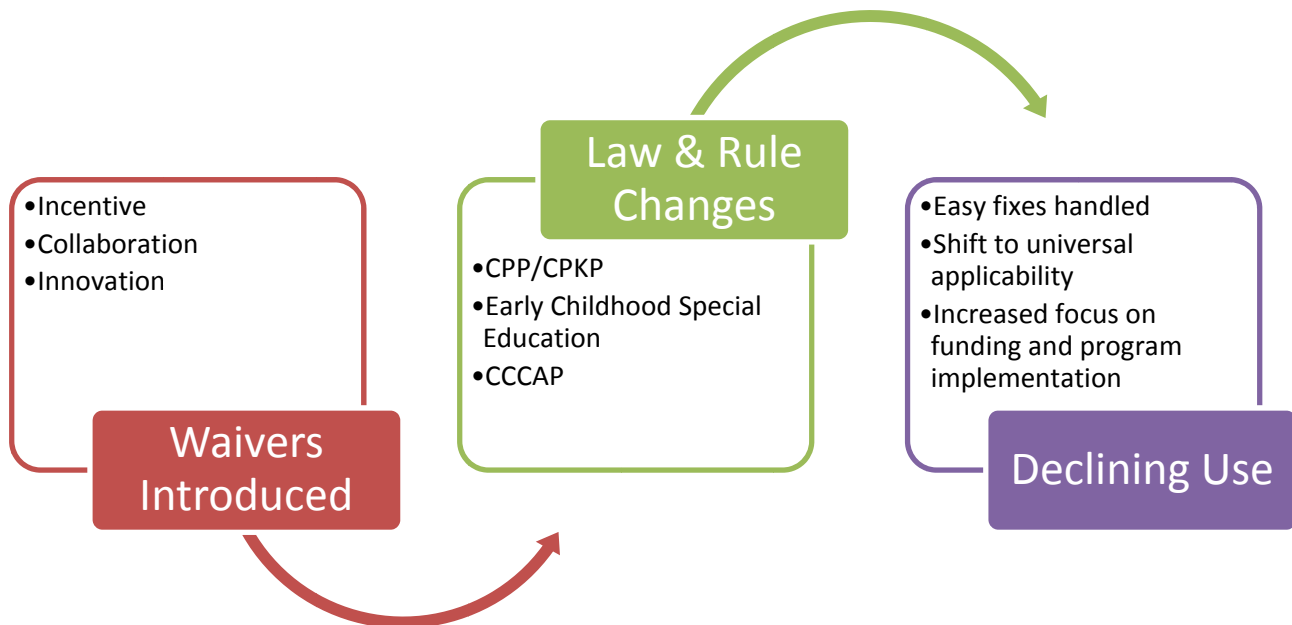 •Incentive
•Collaboration
•Innovation
Waivers
Introduced
Law & Rule
Changes
•CPP/CPKP
•Early Childhood Special
Education
•CCCAP
•Easy fixes handled
•Shift to universal
applicability
•Increased focus on
funding and program
implementation
Declining Use